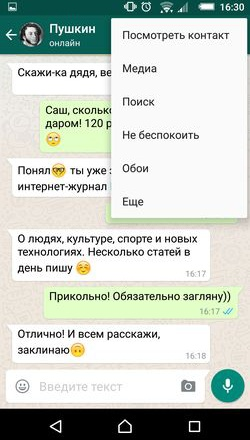 16:30
Пушкин
онлайн
Посмотреть контакт
Медиа
Поиск
Не беспокоить
Обои
Еще
Скажи-ка дядя, ве
Саш, скольк
даром! 120 р
Понял🤓 ты уже з
интернет-журнал
О людях, культуре, спорте и новых
технологиях. Несколько статей в
день пишу ☺️
16:17
Прикольно! Обязательно загляну))
16:17
Отлично! И всем расскажи,
заклинаю🙃
16:18
Введите текст